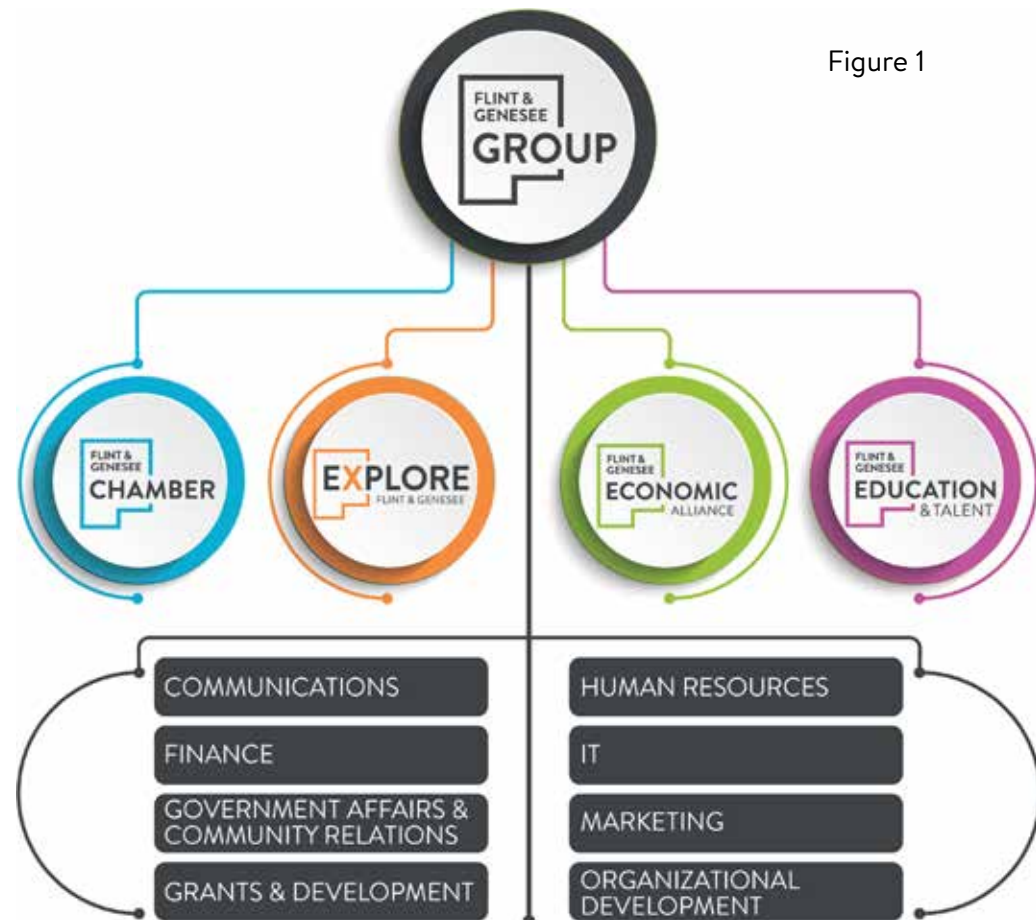 Figure 1
FLINT &
GENESEE
GROUP
FLINT &
GENESEE
CHAMBER
EXPLORE
FLINT & GENESEE
FLINT &
GENESEE
ECONOMIC
ALLIANCE
FLINT &
GENESEE
EDUCATION
& TALENT
COMMUNICATIONS
FINANCE
GOVERNMENT AFFAIRS &
COMMUNITY RELATIONS
GRANTS & DEVELOPMENT
HUMAN RESOURCES
IT
MARKETING
ORGANIZATIONAL
DEVELOPMENT